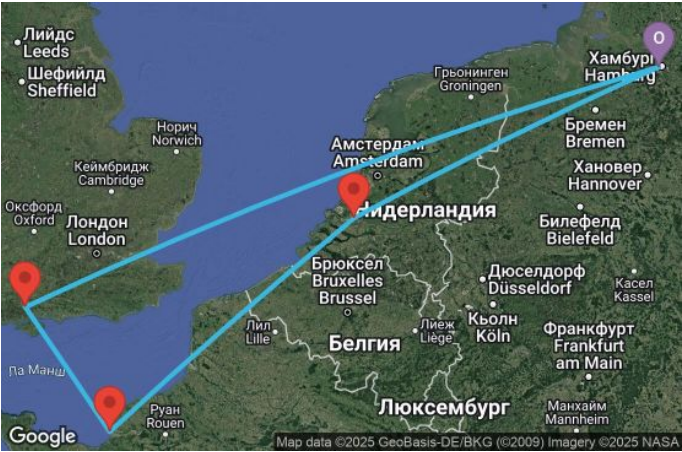 O
Лийдс
Leeds
Шефийлд
Sheffield
Хамбург
Hamburg
Грьонинген
Groningen
Норич
Norwich
Бремен
Bremen
Амстердам
Amsterdam
Кеймбридж
Cambridge
Хановер
Hannover
Оксфорд
Oxford
Нидерландия
Лондон
London
Билефелд
Bielefeld
Брюксел
Bruxelles
Brussel
Дюселдорф
Düsseldorf
Касел
Kassel
Лил
Lille
Лиеж
Liège
Кьолн
Köln
Белгия
Франкфурт
Frankfurt
am Main
Ла Манш
Руан
Rouen
Люксембург
Манхайм
Mannheim
Google
Map data ©2025 GeoBasis-DE/BKG (©2009) Imagery ©2025 NASA